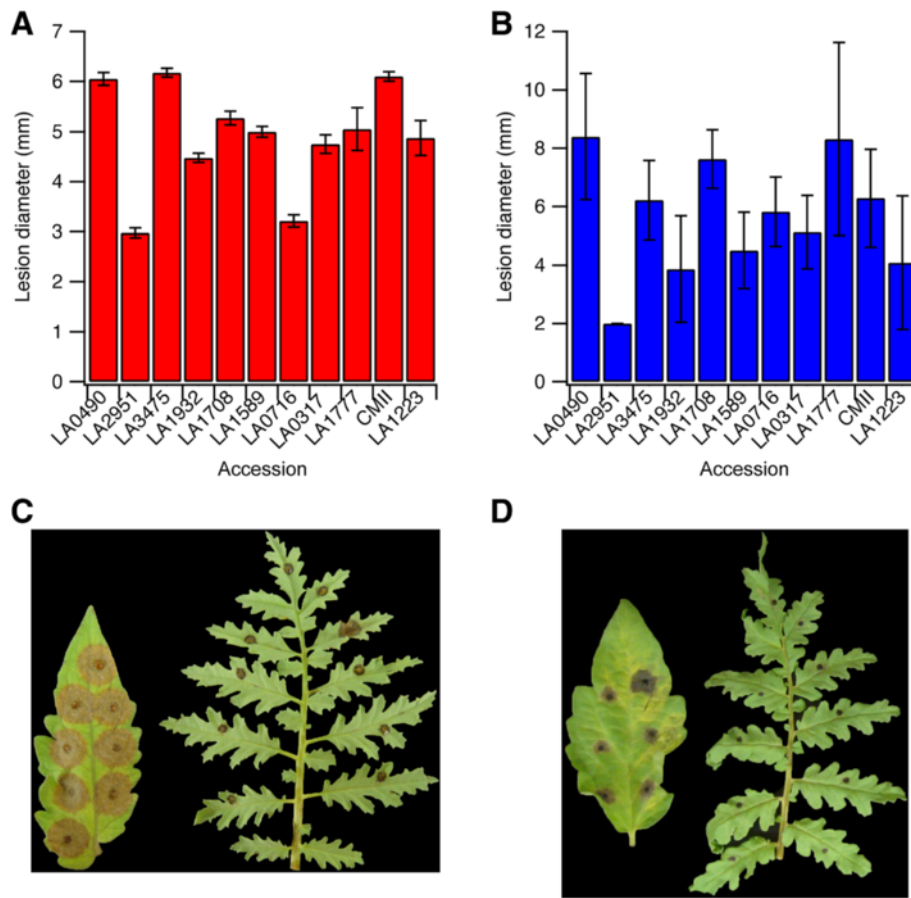 A
7
6
5
4
3
2
1
0
Lesion diameter (mm)
LA0490
LA2951
LA3475
LA1932
LA1708
LA1589
LA0716
LA0317
LA1777
CMII
LA1223
Accession
B
12
10
8
6
4
2
0
Lesion diameter (mm)
LA0490
LA2951
LA3475
LA1932
LA1708
LA1589
LA0716
LA0317
LA1777
CMII
LA1223
Accession
C
D